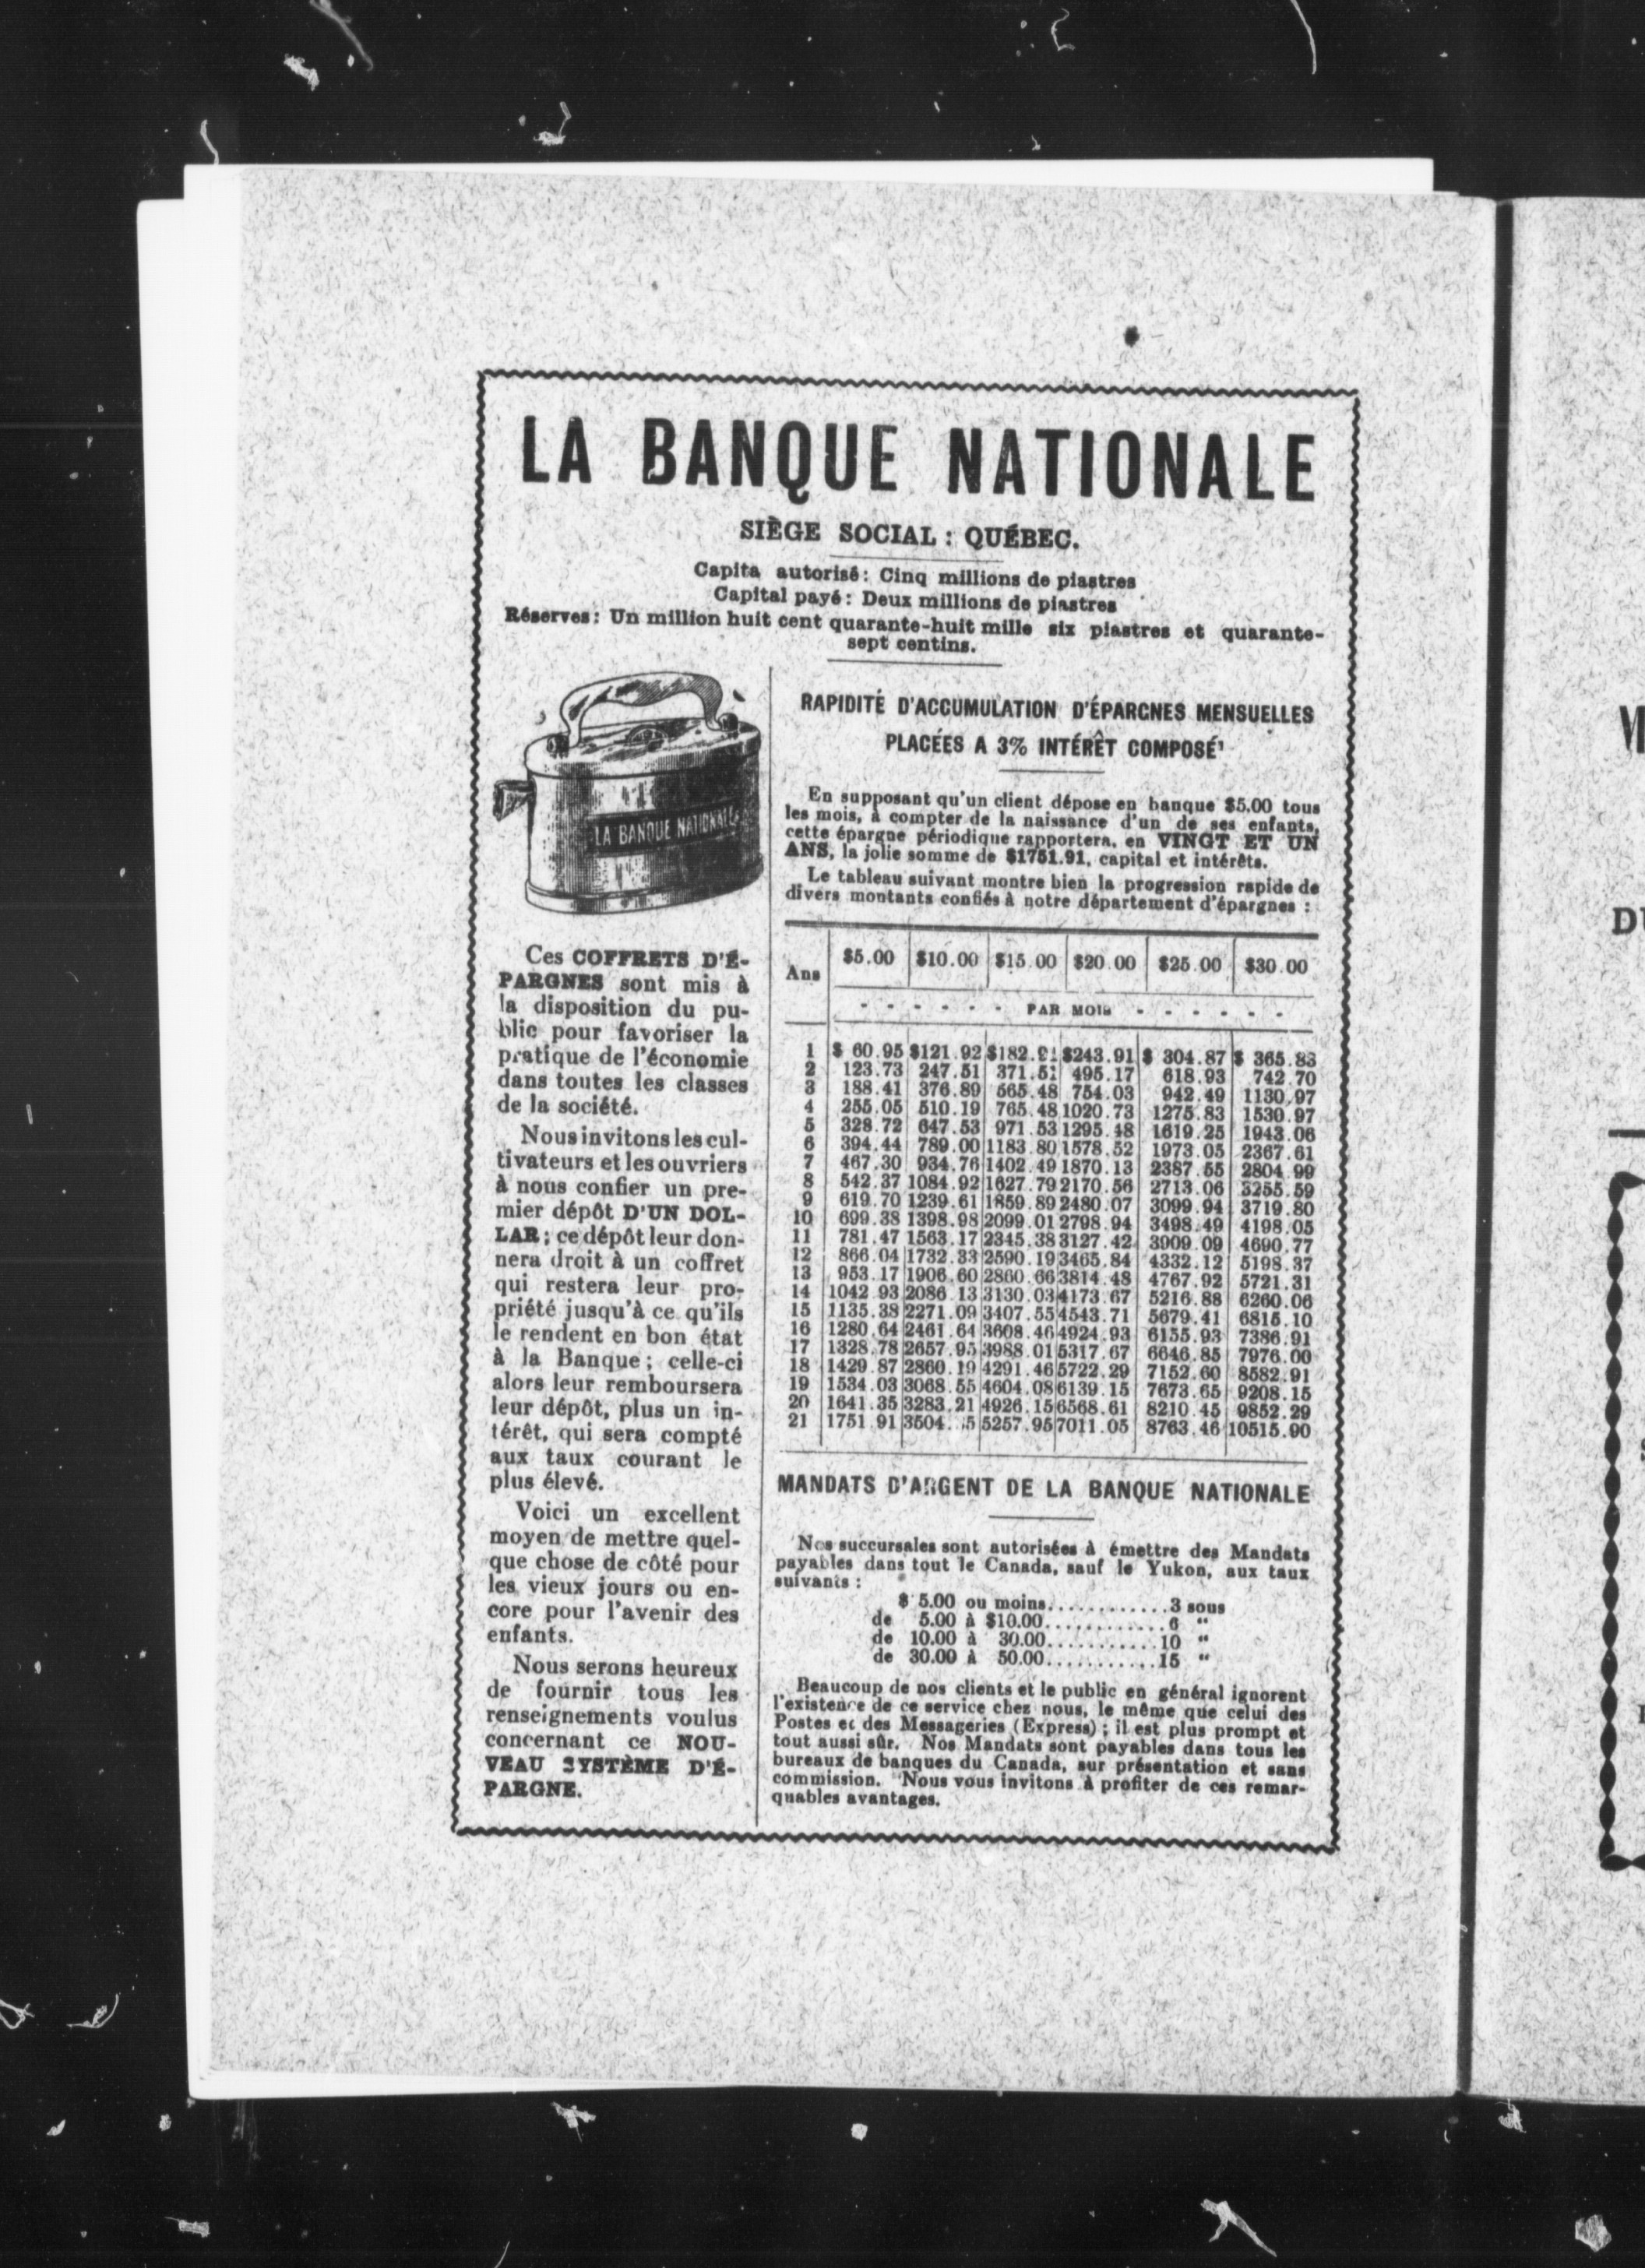 LA BANQUE NATIONALE
SIÈGE SOCIAL : QUÉBEC.
Capita autorisé: Cinq millions de piastres
Capital payé: Deux millions de piastres
Réserves: Un million huit cent quarante-huit mille six piastres et quarante-
sept centins.
LA BANQUE NATIONALE
Ces COFFRETS D'É-
PARGNES sont mis à
la disposition du pu-
blic pour favoriser la
pratique de l'économie
dans toutes les classes
de la société.
Nous invitons les cul-
tivateurs et les ouvriers
à nous confier un pre-
mier dépôt D'UN DOL-
LAR; ce dépôt leur don-
nera droit à un coffret
qui restera leur pro-
priété jusqu'à ce qu'ils
le rendent en bon état
à la Banque; celle-ci
alors leur remboursera
leur dépôt, plus un in-
térêt, qui sera compté
aux taux courant le
plus élevé.
Voici un excellent
moyen de mettre quel-
que chose de côté pour
les vieux jours ou en-
core pour l'avenir des
enfants.
Nous serons heureux
de fournir tous les
renseignements voulus
concernant ce NOU-
VEAU SYSTÈME D'É-
PARGNE.
RAPIDITÉ D'ACCUMULATION D'ÉPARGNES MENSUELLES
PLACÉES A 3% INTÉRÊT COMPOSÉ
En supposant qu'un client dépose en banque $5.00 tous
les mois, à compter de la naissance d'un de ses enfants,
cette épargne périodique rapportera, en VINGT ET UN
ANS, la jolie somme de $1751.91, capital et intérêts.
Le tableau suivant montre bien la progression rapide de
divers montants confiés à notre département d'épargnes :
Ans $5.00 $10.00 $15.00 $20.00 $25.00 $30.00
- - - - - - PAR MOIS - - - - - -
1 $ 60.95 $121.92 $182.91 $243.91 $ 304.87 $ 365.83
2 123.73 247.51 371.51 495.17 618.93 742.70
3 188.41 376.89 565.48 754.03 942.49 1130.97
4 255.05 510.19 765.48 1020.73 1275.83 1530.97
5 328.72 647.53 971.53 1295.48 1619.25 1943.06
6 394.44 789.00 1183.80 1578.52 1973.05 2367.61
7 467.30 934.76 1402.49 1870.13 2387.55 2804.99
8 542.37 1084.92 1627.79 2170.56 2713.06 3255.59
9 619.70 1239.61 1859.89 2480.07 3099.94 3719.80
10 699.38 1398.98 2099.01 2798.94 3498.49 4198.05
11 781.47 1563.17 2345.38 3127.42 3909.09 4690.77
12 866.04 1732.33 2590.19 3465.84 4332.12 5198.37
13 953.17 1906.60 2860.66 3814.48 4767.92 5721.31
14 1042.93 2086.13 3130.03 4173.67 5216.88 6260.06
15 1135.38 2271.09 3407.55 4543.71 5679.41 6815.10
16 1280.64 2461.64 3608.46 4924.93 6155.93 7386.91
17 1328.78 2657.95 3988.01 5317.67 6646.85 7976.00
18 1429.87 2860.19 4291.46 5722.29 7152.60 8582.91
19 1534.03 3068.55 4604.08 6139.15 7673.65 9208.15
20 1641.35 3283.21 4926.15 6568.61 8210.45 9852.29
21 1751.91 5257.95 7011.05 8763.46 10515.90
MANDATS D'ARGENT DE LA BANQUE NATIONALE
Nos succursales sont autorisées à émettre des Mandats
payables dans tout le Canada, sauf le Yukon, aux taux
suivants :
$ 5.00 ou moins............3 sous
de 5.00 à $10.00............6 "
de 10.00 à 30.00...........10 "
de 30.00 à 50.00...........15 "
Beaucoup de nos clients et le public en général ignorent
l'existence de ce service chez nous, le même que celui des
Postes et des Messageries (Express); il est plus prompt et
tout aussi sûr. Nos Mandats sont payables dans tous les
bureaux de banques du Canada, sur présentation et sans
commission. Nous vous invitons à profiter de ces remar-
quables avantages.